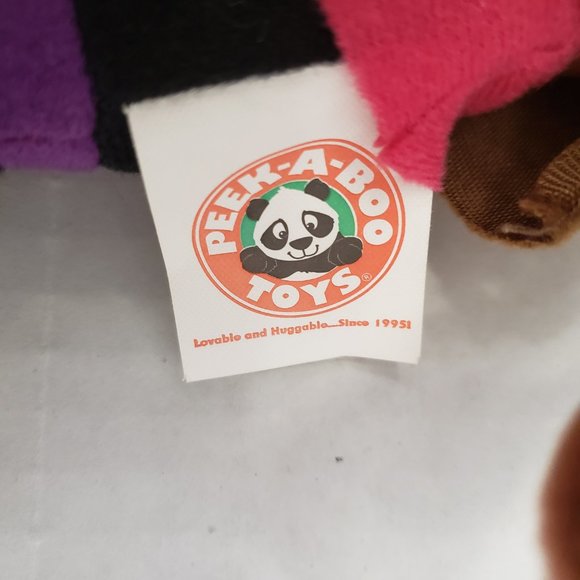 PEEK-A-BOO
TOYS®
Lovable and Huggable...Since 1995!